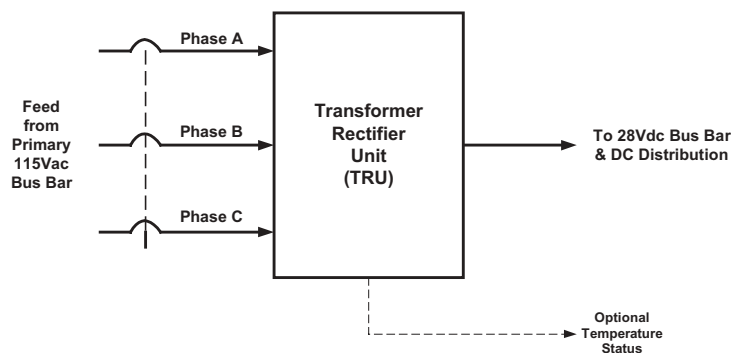 Phase A
Feed
from
Primary
115Vac
Bus Bar
Phase B
Phase C
Transformer
Rectifier
Unit
(TRU)
To 28Vdc Bus Bar
& DC Distribution
Optional
Temperature
Status